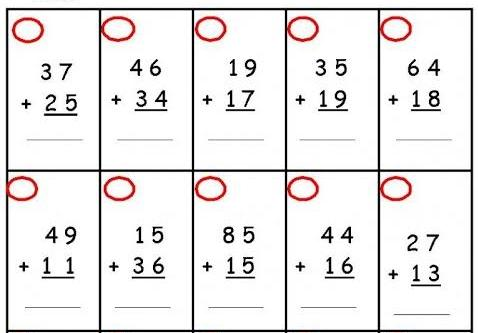 37 46 19 35 64
+ 25 + 34 + 17 + 19 + 18
49 15 85 44 27
+ 11 + 36 + 15 + 16 + 13